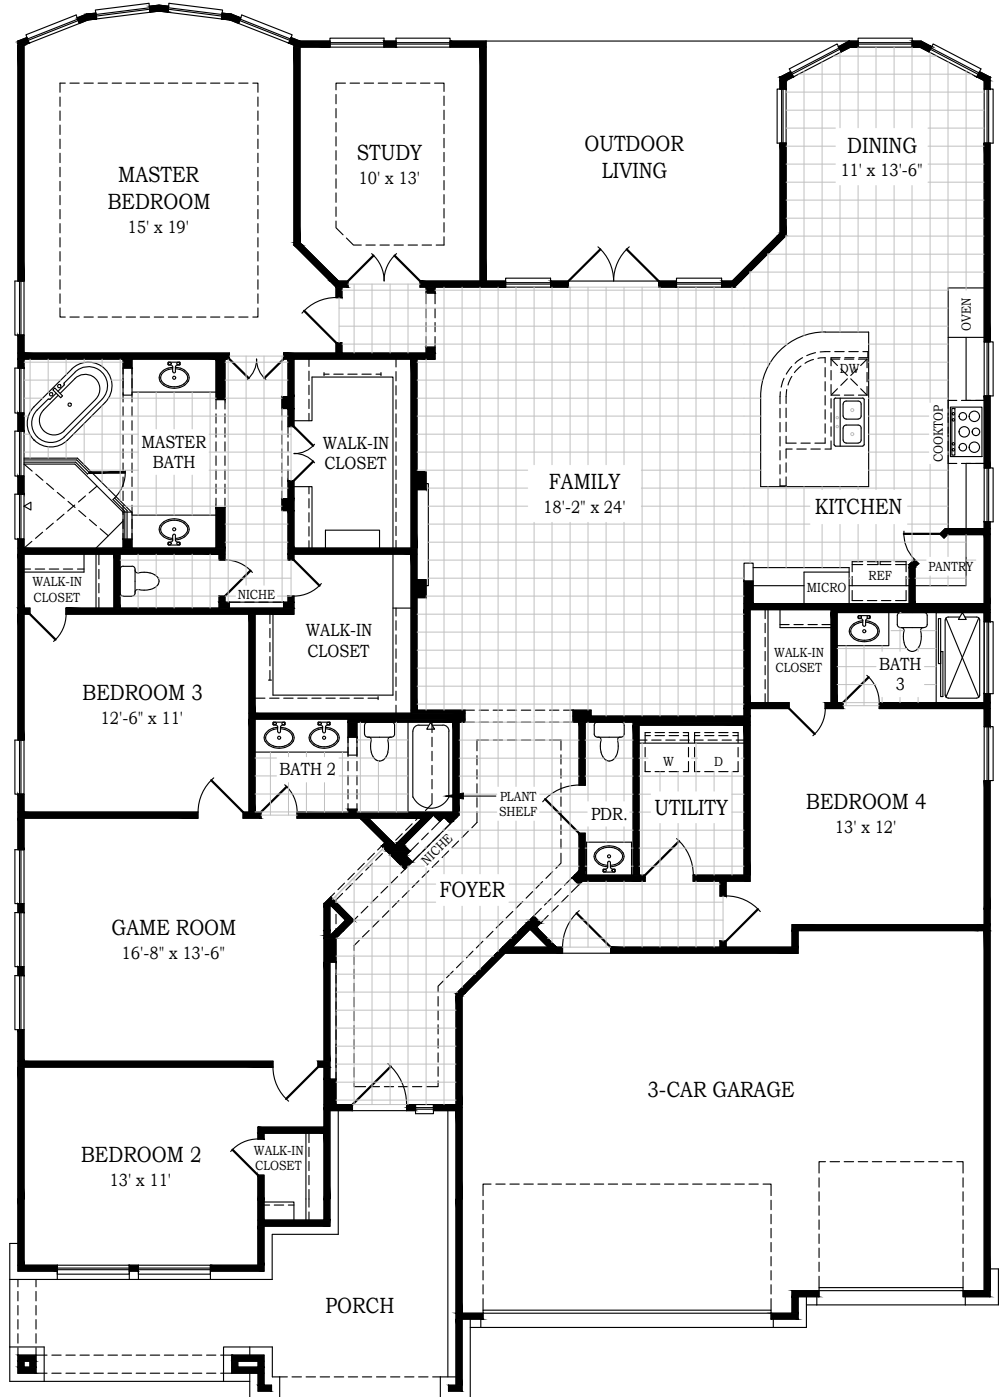 MASTER
BEDROOM
15' x 19'
STUDY
10' x 13'
OUTDOOR
LIVING
DINING
11' x 13'-6"
OVEN
DW
COOKTOP
MASTER
BATH
WALK-IN
CLOSET
FAMILY
18'-2" x 24'
KITCHEN
PANTRY
REF
MICRO
WALK-IN
CLOSET
NICHE
WALK-IN
CLOSET
WALK-IN
CLOSET
BATH
3
BEDROOM 3
12'-6" x 11'
BATH 2
W
D
PLANT
SHELF
PDR.
UTILITY
BEDROOM 4
13' x 12'
NICHE
FOYER
GAME ROOM
16'-8" x 13'-6"
3-CAR GARAGE
BEDROOM 2
13' x 11'
WALK-IN
CLOSET
PORCH